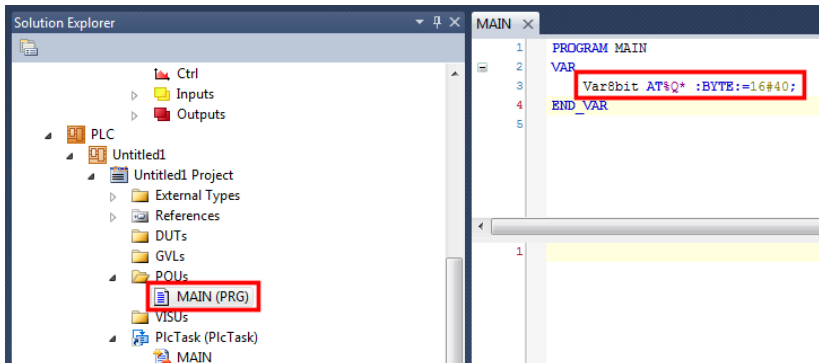 Solution Explorer
Ctrl
Inputs
Outputs
PLC
Untitled1
Untitled1 Project
External Types
References
DUTs
GVLs
POUs
MAIN (PRG)
VISUs
PlcTask (PlcTask)
MAIN
MAIN
1 PROGRAM MAIN
2 VAR
3 Var8bit AT%Q* :BYTE:=16#40;
4 END_VAR
5
1